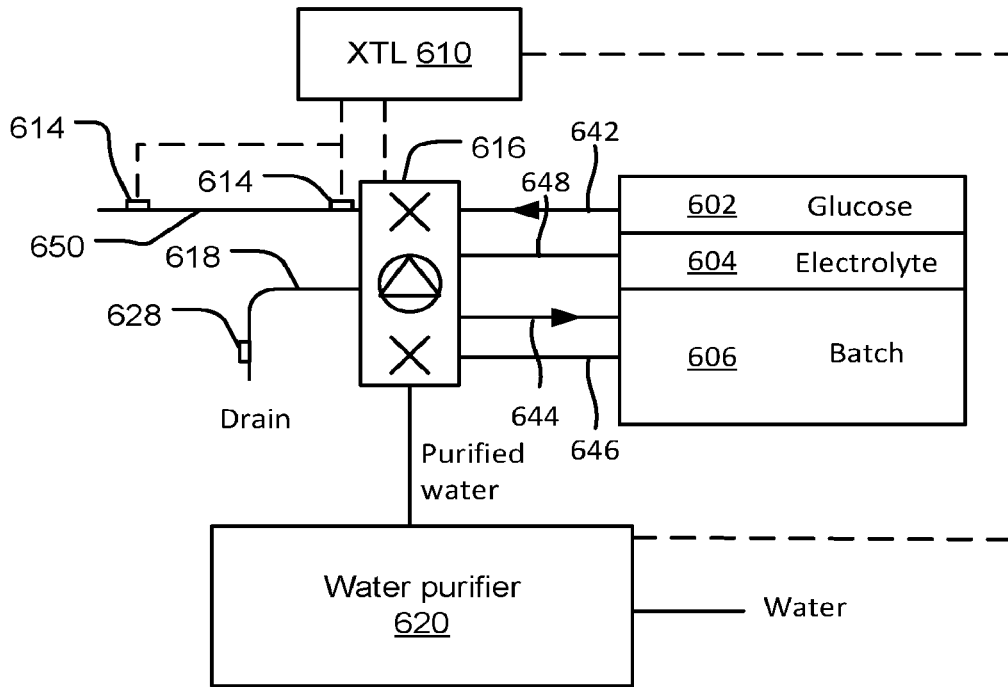 XTL 610
614
616
642
614
648
602 Glucose
650
618
604 Electrolyte
628
606 Batch
Drain
644
646
Purified
water
Water purifier
620
Water